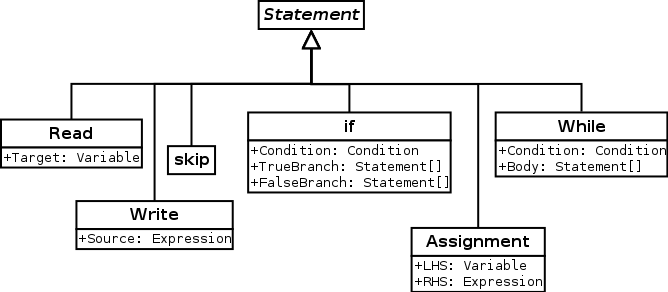 Statement
Read
+Target: Variable
skip
if
+Condition: Condition
+TrueBranch: Statement[]
+FalseBranch: Statement[]
While
+Condition: Condition
+Body: Statement[]
Write
+Source: Expression
Assignment
+LHS: Variable
+RHS: Expression